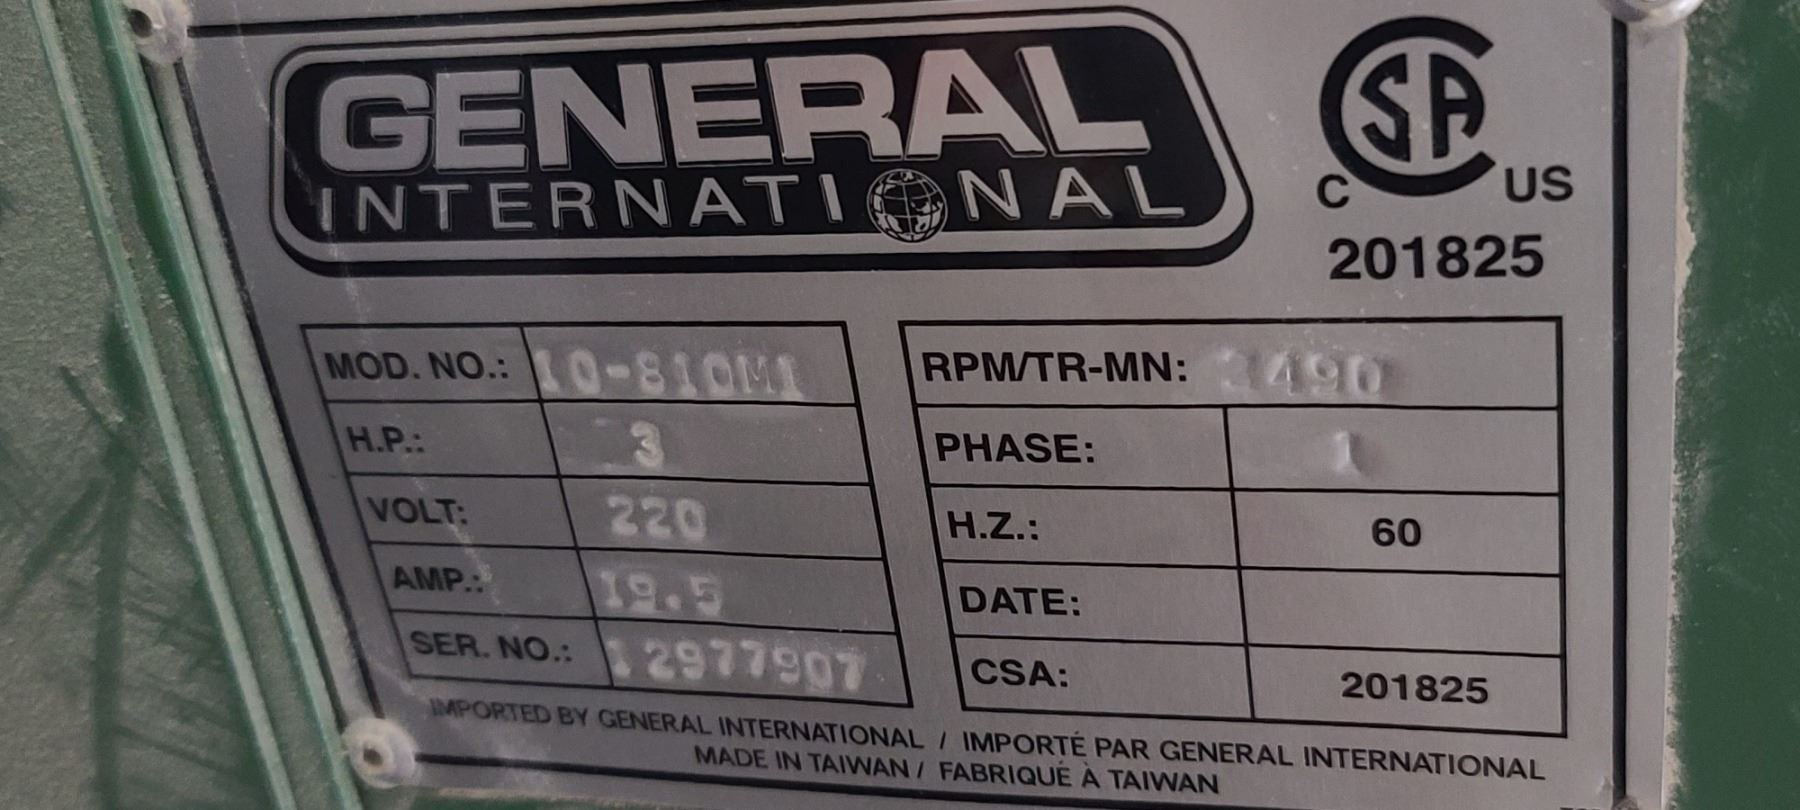 GENERAL
INTERNATIONAL
CSA
C US
201825
MOD. NO.: 10-810M1
H.P.: 3
VOLT: 220
AMP.: 19.5
SER. NO.: 12977907
RPM/TR-MN:
PHASE: 1
H.Z.: 60
DATE:
CSA: 201825
IMPORTED BY GENERAL INTERNATIONAL / IMPORTÉ PAR GENERAL INTERNATIONAL
MADE IN TAIWAN / FABRIQUÉ À TAIWAN